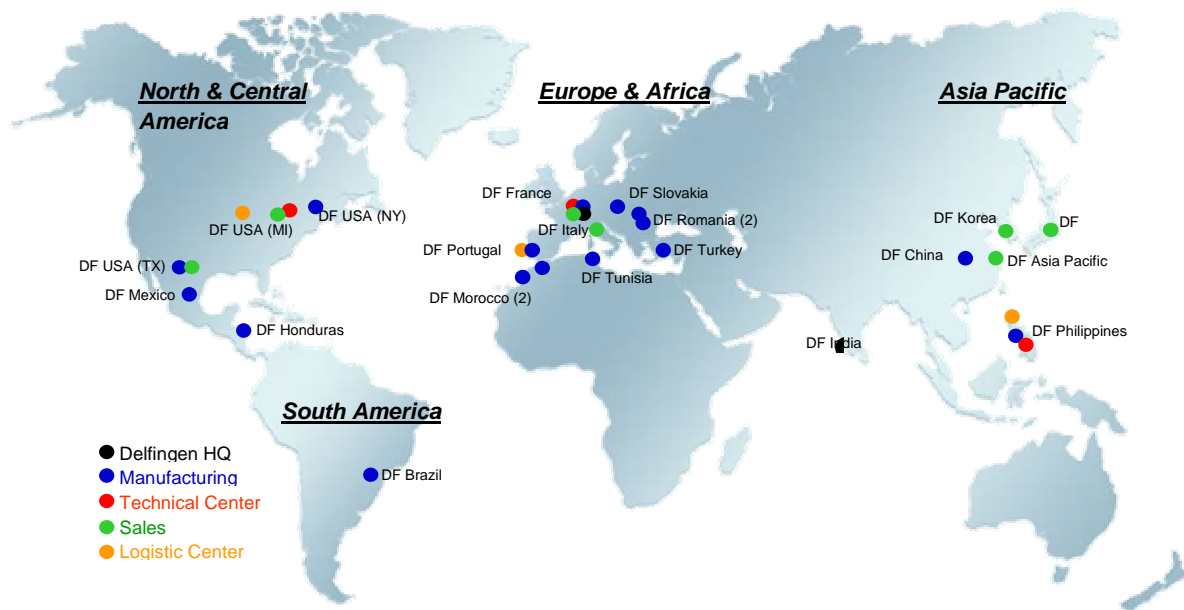 North & Central
America
Europe & Africa
Asia Pacific
DF France
DF Slovakia
DF USA (NY)
DF USA (MI)
DF Italy
DF Romania (2)
DF Korea
DF
DF Portugal
DF Turkey
DF China
DF Asia Pacific
DF USA (TX)
DF Tunisia
DF Mexico
DF Morocco (2)
DF Honduras
DF Philippines
DF India
South America
Delfingen HQ
Manufacturing
DF Brazil
Technical Center
Sales
Logistic Center